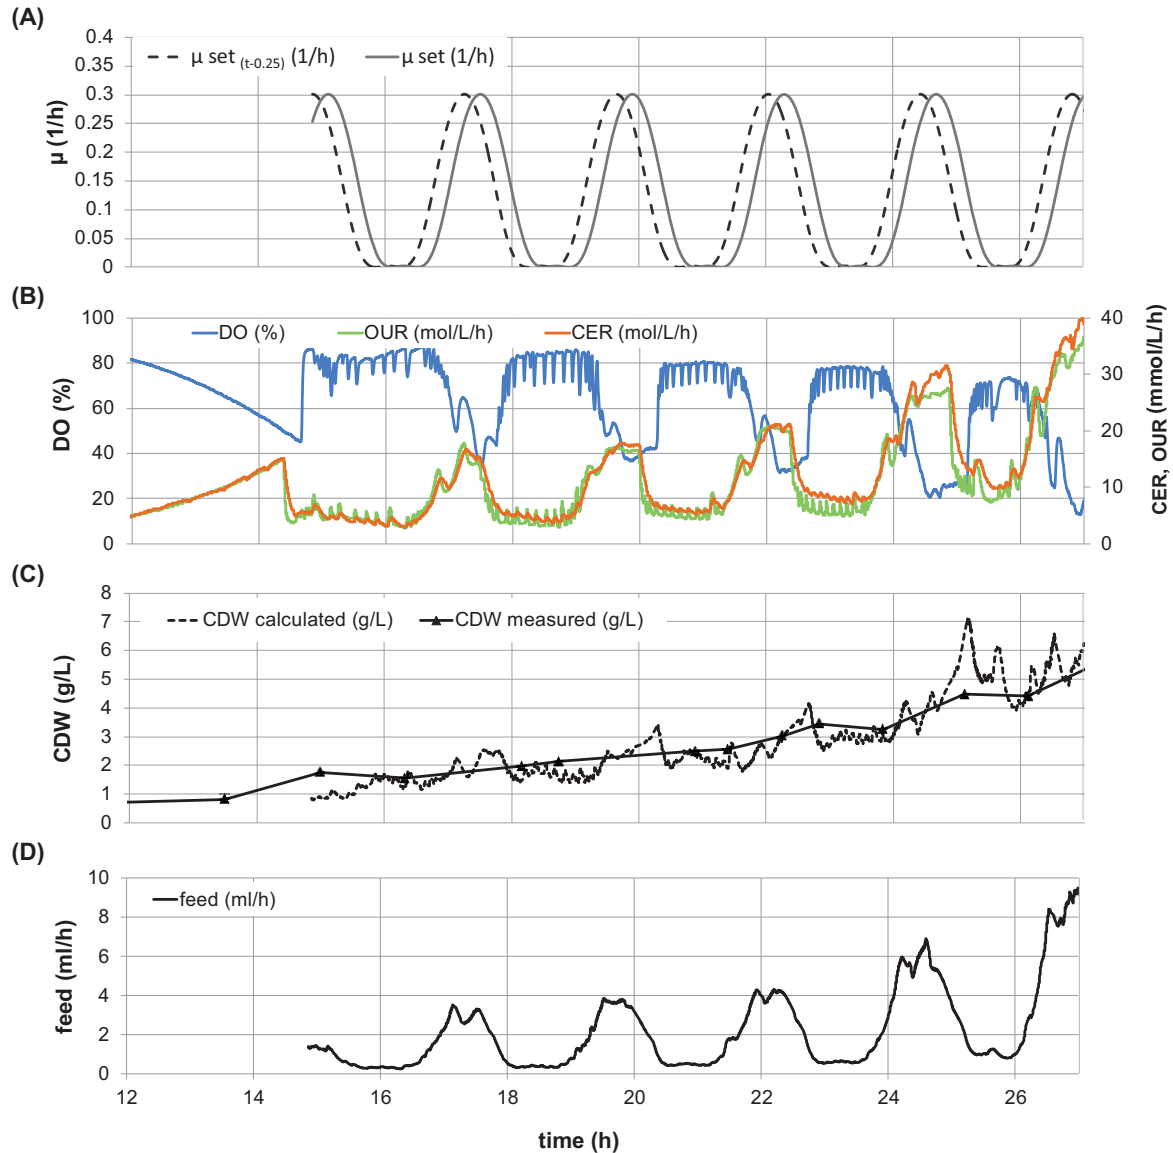 (A)
0.4
0.35
0.3
0.25
0.2
0.15
0.1
0.05
0
μ (1/h)
μ set (t-0.25) (1/h)
μ set (1/h)
(B)
100
80
60
40
20
0
DO (%)
DO (%)
OUR (mol/L/h)
CER (mol/L/h)
40
30
20
10
0
CER, OUR (mmol/L/h)
(C)
8
7
6
5
4
3
2
1
0
CDW (g/L)
CDW calculated (g/L)
CDW measured (g/L)
(D)
10
8
6
4
2
0
feed (ml/h)
feed (ml/h)
12 14 16 18 20 22 24 26
time (h)